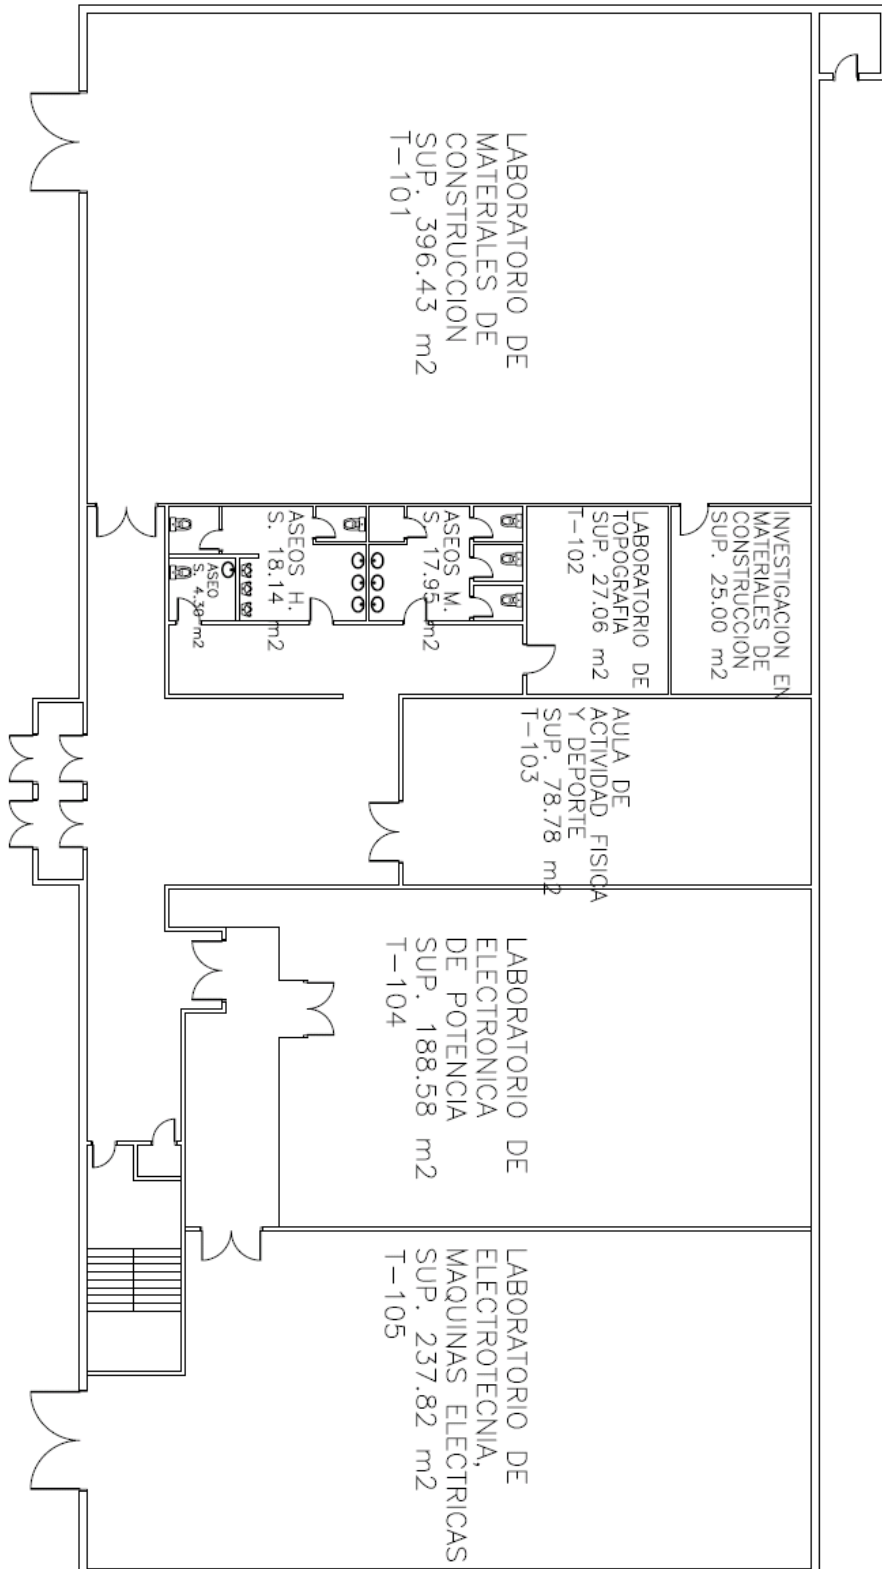 LABORATORIO DE
MATERIALES DE
CONSTRUCCION
SUP. 396.43 m2
T-101
INVESTIGACION EN
MATERIALES DE
CONSTRUCCION
SUP. 25.00 m2
LABORATORIO DE
TOPOGRAFIA
SUP. 27.06 m2
T-102
ASEOS M.
S. 17.95 m2
ASEOS H.
S. 18.14 m2
ASEO
S. 4.30 m2
AULA DE
ACTIVIDAD FISICA
Y DEPORTE
SUP. 78.78 m2
T-103
LABORATORIO DE
ELECTRONICA
DE POTENCIA
SUP. 188.58 m2
T-104
LABORATORIO DE
ELECTROTECNIA,
MAQUINAS ELECTRICAS
SUP. 237.82 m2
T-105